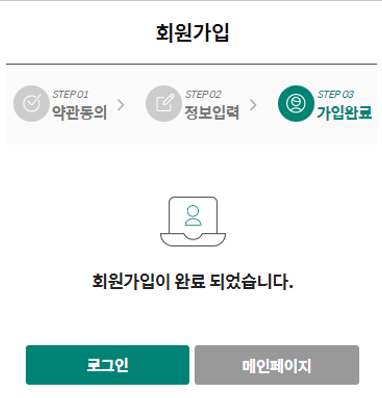 회원가입
STEP 01
약관동의
STEP 02
정보입력
STEP 03
가입완료
회원가입이 완료 되었습니다.
로그인
메인페이지